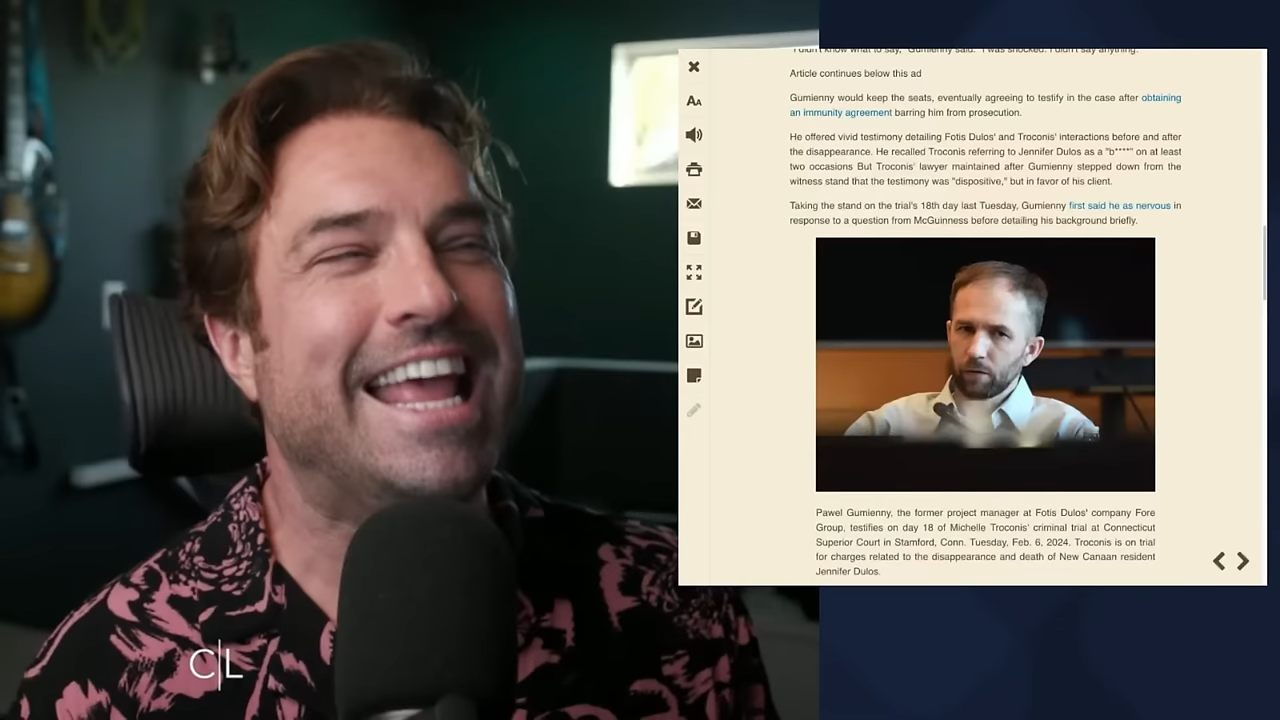 "I didn't know what to say," Gumienny said. "I was shocked. I didn't say anything."
Article continues below this ad
Gumienny would keep the seats, eventually agreeing to testify in the case after obtaining
an immunity agreement barring him from prosecution.
He offered vivid testimony detailing Fotis Dulos' and Troconis' interactions before and after
the disappearance. He recalled Troconis referring to Jennifer Dulos as a "b****" on at least
two occasions But Troconis' lawyer maintained after Gumienny stepped down from the
witness stand that the testimony was "dispositive," but in favor of his client.
Taking the stand on the trial's 18th day last Tuesday, Gumienny first said he as nervous in
response to a question from McGuinness before detailing his background briefly.
Pawel Gumienny, the former project manager at Fotis Dulos' company Fore
Group, testifies on day 18 of Michelle Troconis' criminal trial at Connecticut
Superior Court in Stamford, Conn. Tuesday, Feb. 6, 2024. Troconis is on trial
for charges related to the disappearance and death of New Canaan resident
Jennifer Dulos.
AA
C|L